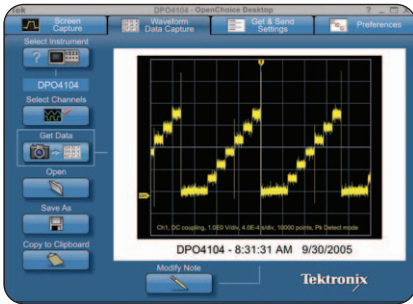 DPO4104 - OpenChoice Desktop
Screen
Capture
Waveform
Data Capture
Get & Send
Settings
Preferences
Select Instrument
DPO4104
Select Channels
Get Data
Open
Save As
Copy to Clipboard
Ch1, DC coupling, 1.0E0 V/div, 4.0E-4 s/div, 10000 points, Pk Detect mode
DPO4104 - 8:31:31 AM 9/30/2005
Modify Note
Tektronix